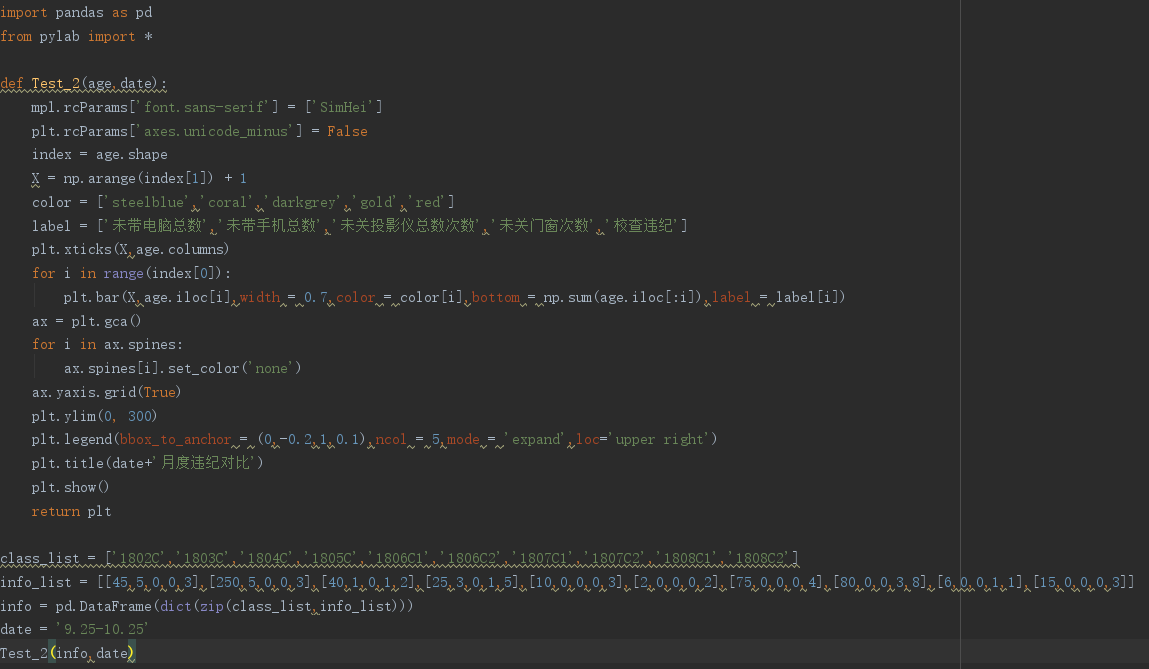 import pandas as pd
from pylab import *
def Test_2(age,date):
mpl.rcParams['font.sans-serif'] = ['SimHei']
plt.rcParams['axes.unicode_minus'] = False
index = age.shape
X = np.arange(index[1]) + 1
color = ['steelblue','coral','darkgrey','gold','red']
label = ['未带电脑总数','未带手机总数','未关投影仪总数次数','未关门窗次数','校查违纪']
plt.xticks(X,age.columns)
for i in range(index[0]):
plt.bar(X,age.iloc[i],width = 0.7,color = color[i],bottom = np.sum(age.iloc[:i]),label = label[i])
ax = plt.gca()
for i in ax.spines:
ax.spines[i].set_color('none')
ax.yaxis.grid(True)
plt.ylim(0, 300)
plt.legend(bbox_to_anchor = (0,-0.2,1,0.1),ncol = 5,mode = 'expand',loc='upper right')
plt.title(date+'月度违纪对比')
plt.show()
return plt
class_list = ['1802C','1803C','1804C','1805C','1806C1','1806C2','1807C1','1807C2','1808C1','1808C2']
info_list = [[45,5,0,0,3],[250,5,0,0,3],[40,1,0,1,2],[25,3,0,1,5],[10,0,0,0,3],[2,0,0,0,2],[75,0,0,0,4],[80,0,0,3,8],[6,0,0,1,1],[15,0,0,0,3]]
info = pd.DataFrame(dict(zip(class_list,info_list)))
date = '9.25-10.25'
Test_2(info,date)